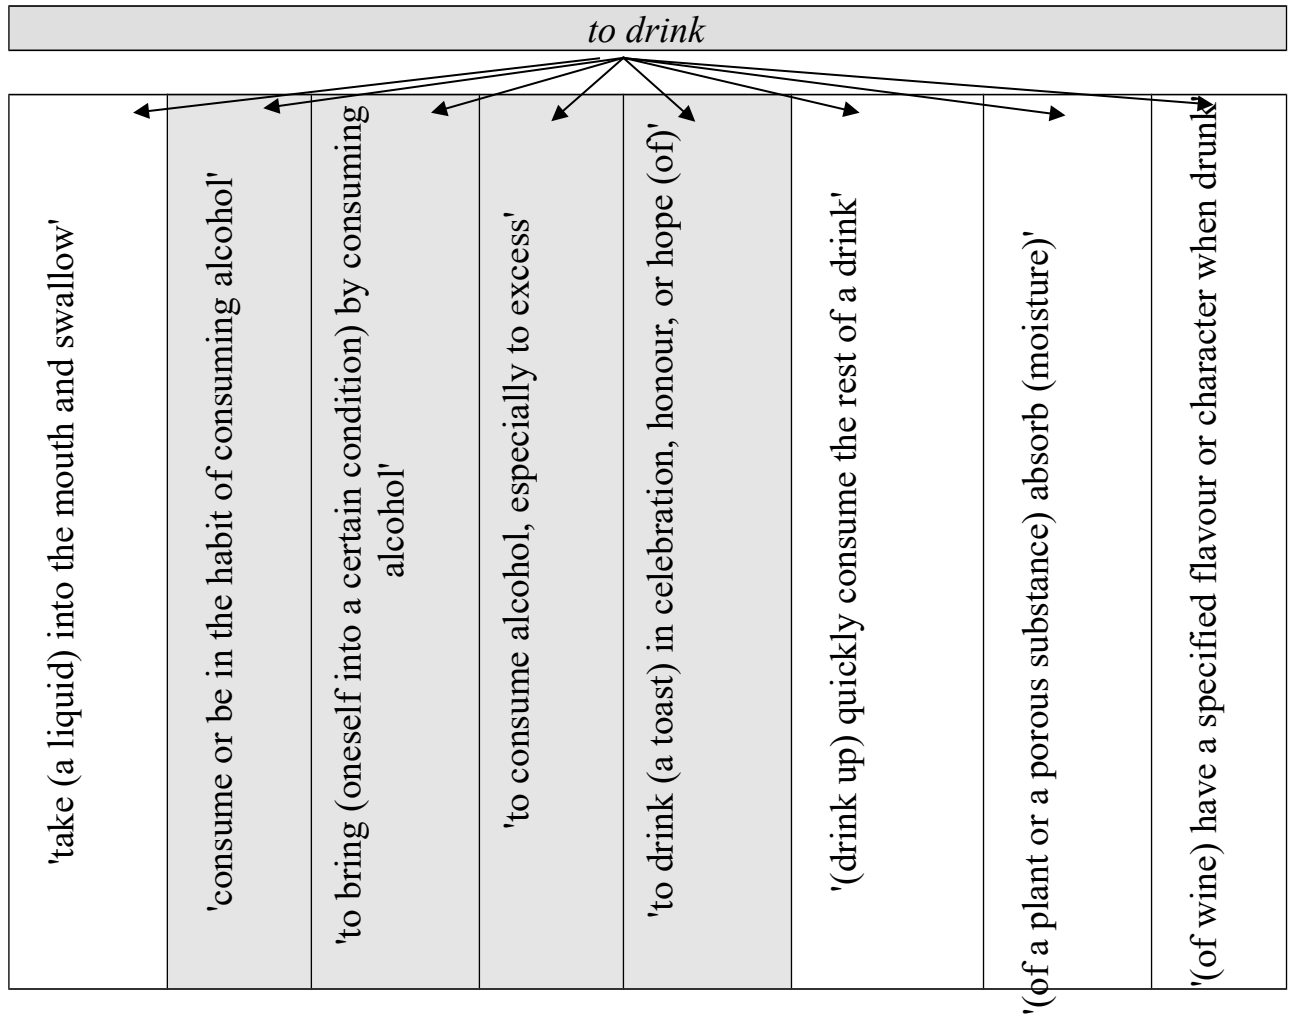 to drink
'take (a liquid) into the mouth and swallow'
'consume or be in the habit of consuming alcohol'
'to bring (oneself into a certain condition) by consuming
alcohol'
'to consume alcohol, especially to excess'
'to drink (a toast) in celebration, honour, or hope (of)'
'(drink up) quickly consume the rest of a drink'
'(of a plant or a porous substance) absorb (moisture)'
'(of wine) have a specified flavour or character when drunk'